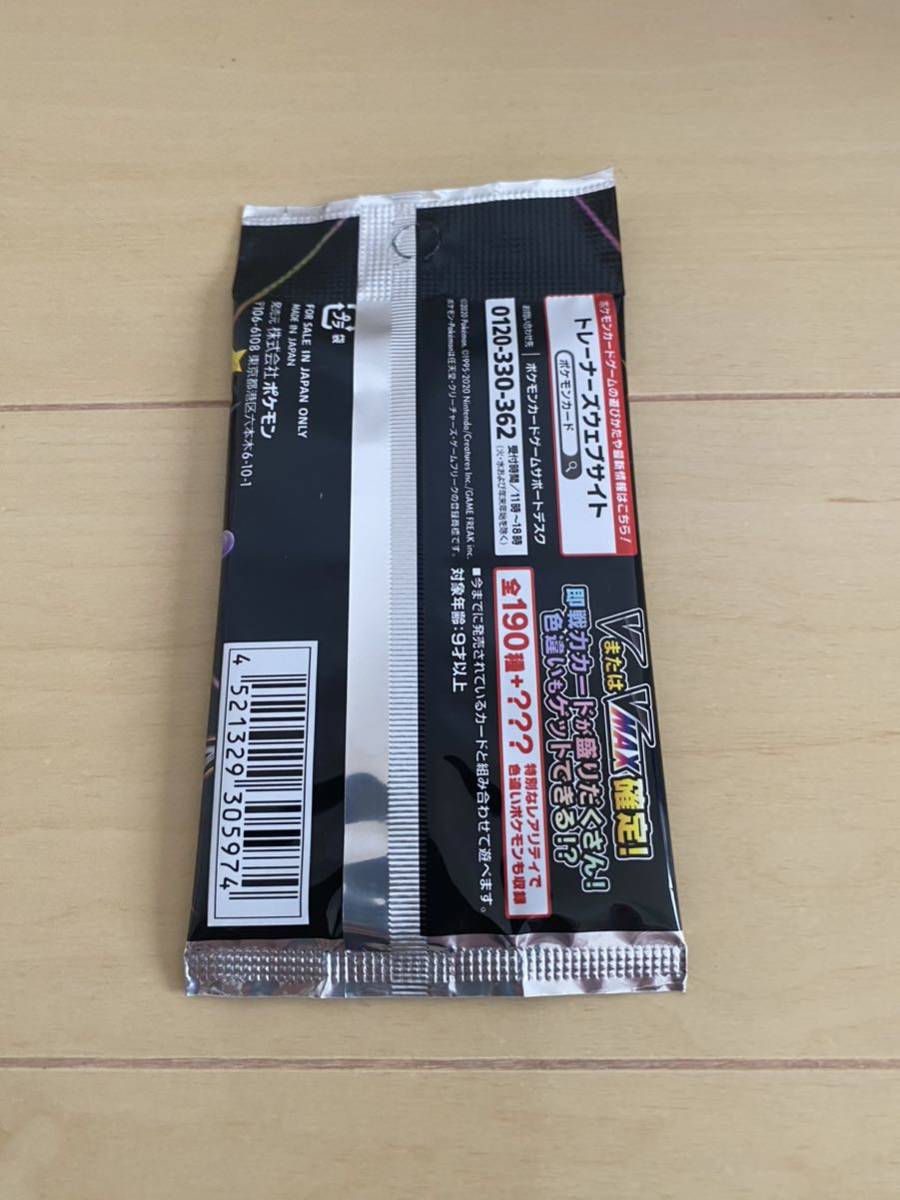 ポケモンカードゲームの遊びかたや最新情報はこちら!
トレーナーズウェブサイト
ポケモンカード
お問い合わせ先
ポケモンカードゲームサポートデスク
0120-330-362
受付時間/11時~18時
(火・水および年末年始を除く)
©2020 Pokémon. ©1995-2020 Nintendo/Creatures Inc./GAME FREAK inc.
ポケモン・Pokémonは任天堂・クリーチャーズ・ゲームフリークの登録商標です。
VまたはVMAX確定!
即戦力カードが盛りだくさん!
色違いもゲットできる!?
全190種+???
特別なレアリティで
色違いポケモンも収録
■今までに発売されているカードと組み合わせて遊べます。
対象年齢:9才以上
プラ
袋
FOR SALE IN JAPAN ONLY
MADE IN JAPAN
発売元 株式会社ポケモン
〒106-6108 東京都港区六本木6-10-1
4 521329 305974